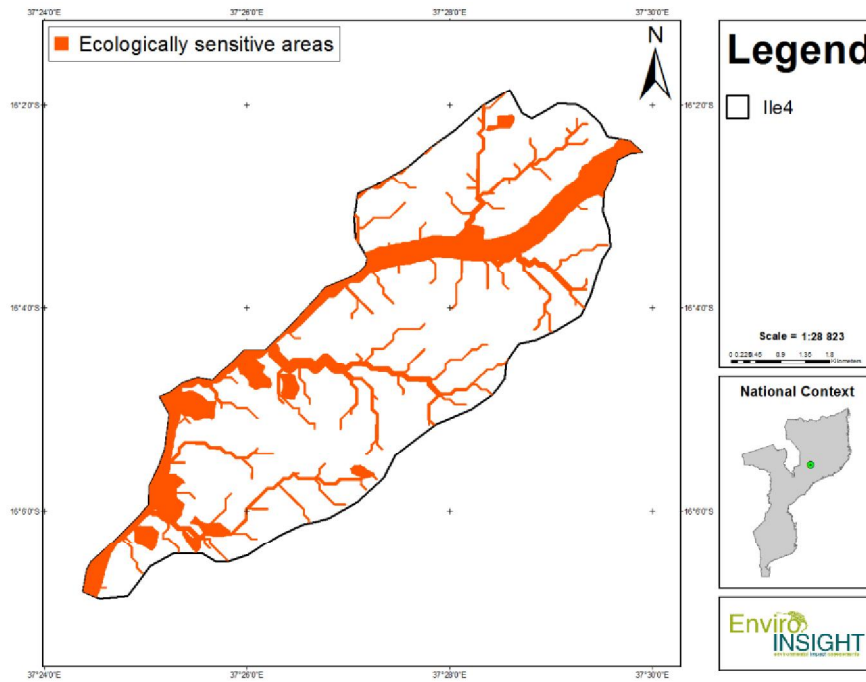 37°24'0"E 37°26'0"E 37°28'0"E 37°30'0"E
Ecologically sensitive areas
N
Legend
Ile4
16°2'0"S 16°2'0"S
16°4'0"S 16°4'0"S
Scale = 1:28 823
National Context
16°6'0"S 16°6'0"S
Enviro
INSIGHT
37°24'0"E 37°26'0"E 37°28'0"E 37°30'0"E